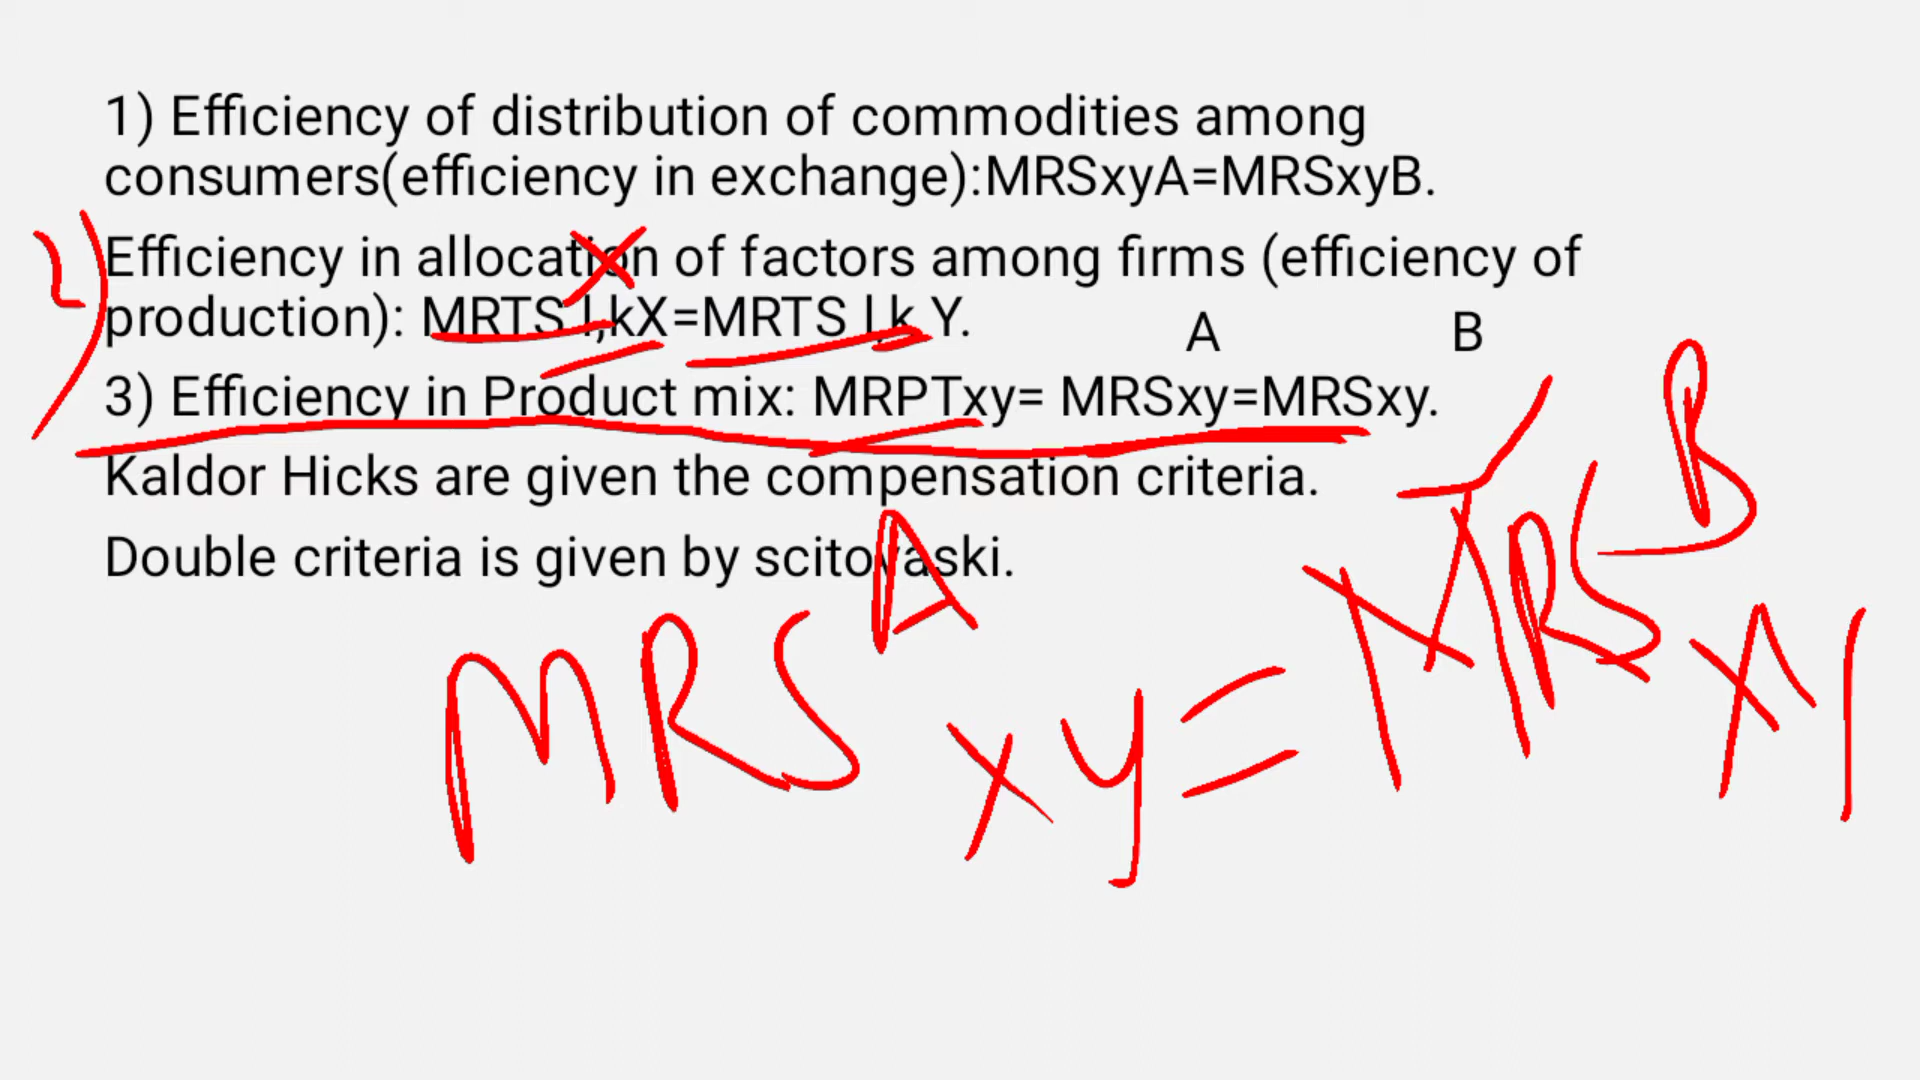 1) Efficiency of distribution of commodities among
consumers(efficiency in exchange):MRSxyA=MRSxyB.
2) Efficiency in allocation of factors among firms (efficiency of
X
production): MRTS l,kX=MRTS l,k Y.
A B
3) Efficiency in Product mix: MRPTxy= MRSxy=MRSxy.
Kaldor Hicks are given the compensation criteria.
Double criteria is given by scitovaski.
MRS A xy = MRS B xy